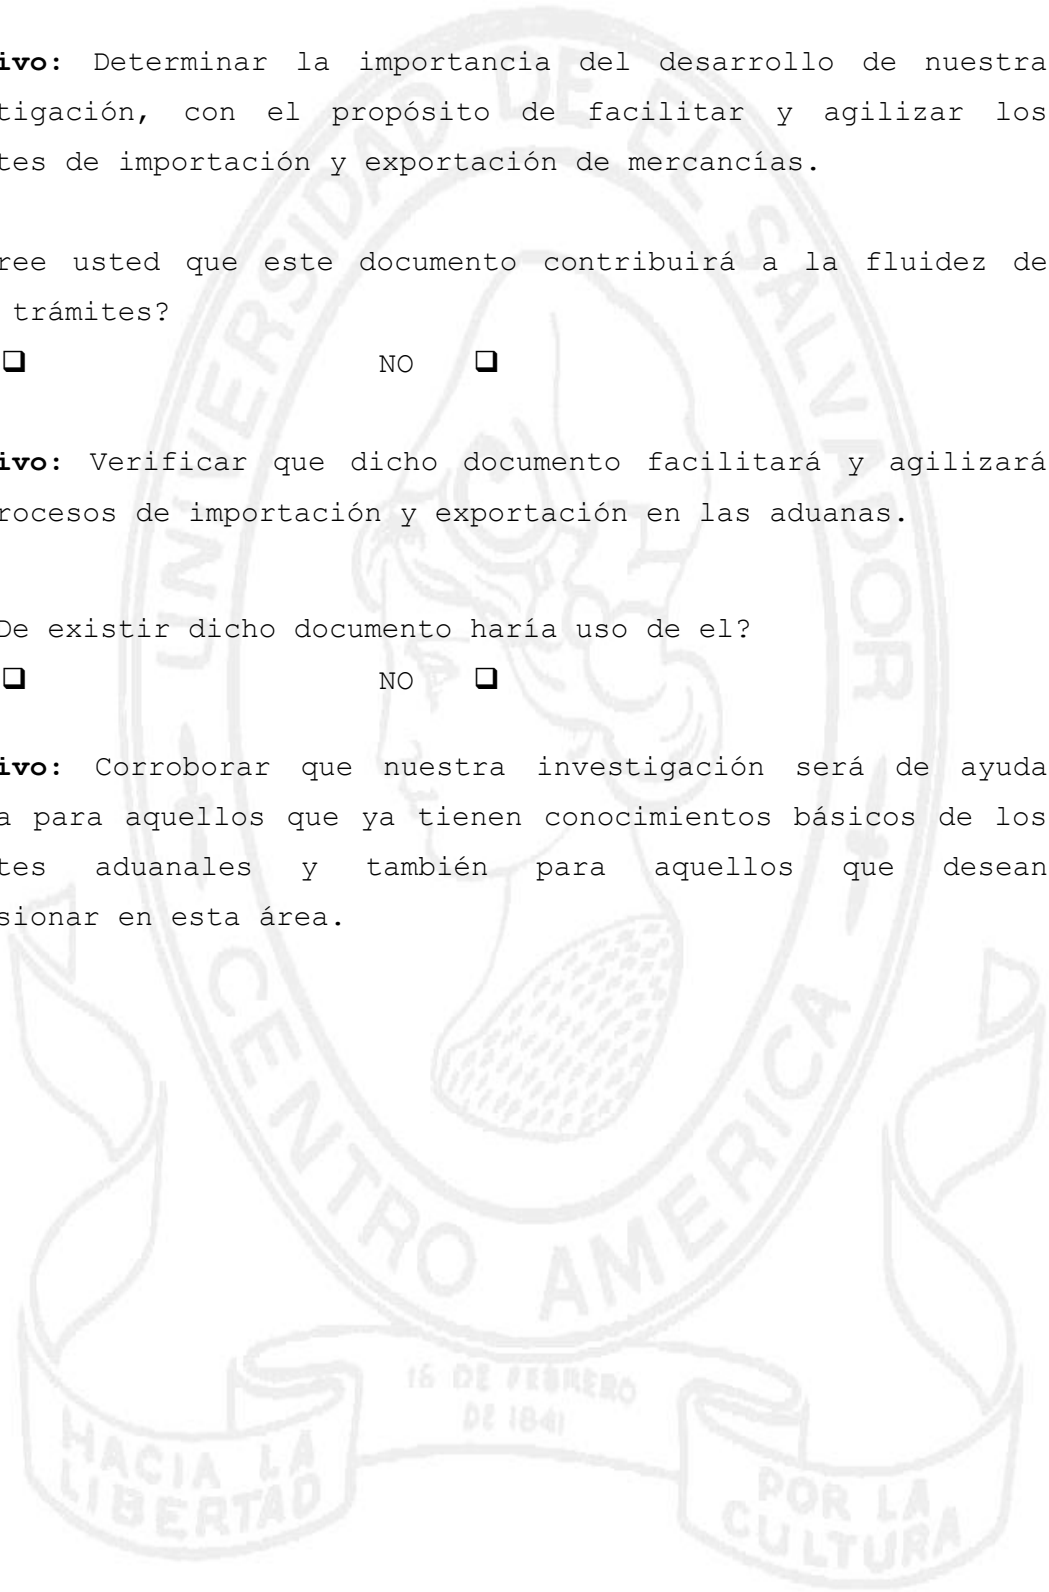 ivo: Determinar la importancia del desarrollo de nuestra
tigación, con el propósito de facilitar y agilizar los
tes de importación y exportación de mercancías.
ree usted que este documento contribuirá a la fluidez de
trámites?
❑ NO ❑
ivo: Verificar que dicho documento facilitará y agilizará
rocesos de importación y exportación en las aduanas.
De existir dicho documento haría uso de el?
❑ NO ❑
ivo: Corroborar que nuestra investigación será de ayuda
a para aquellos que ya tienen conocimientos básicos de los
tes aduanales y también para aquellos que desean
sionar en esta área.
UNIVERSIDAD DE EL SALVADOR
CENTRO AMERICA
16 DE FEBRERO
DE 1841
HACIA LA
LIBERTAD
POR LA
CULTURA